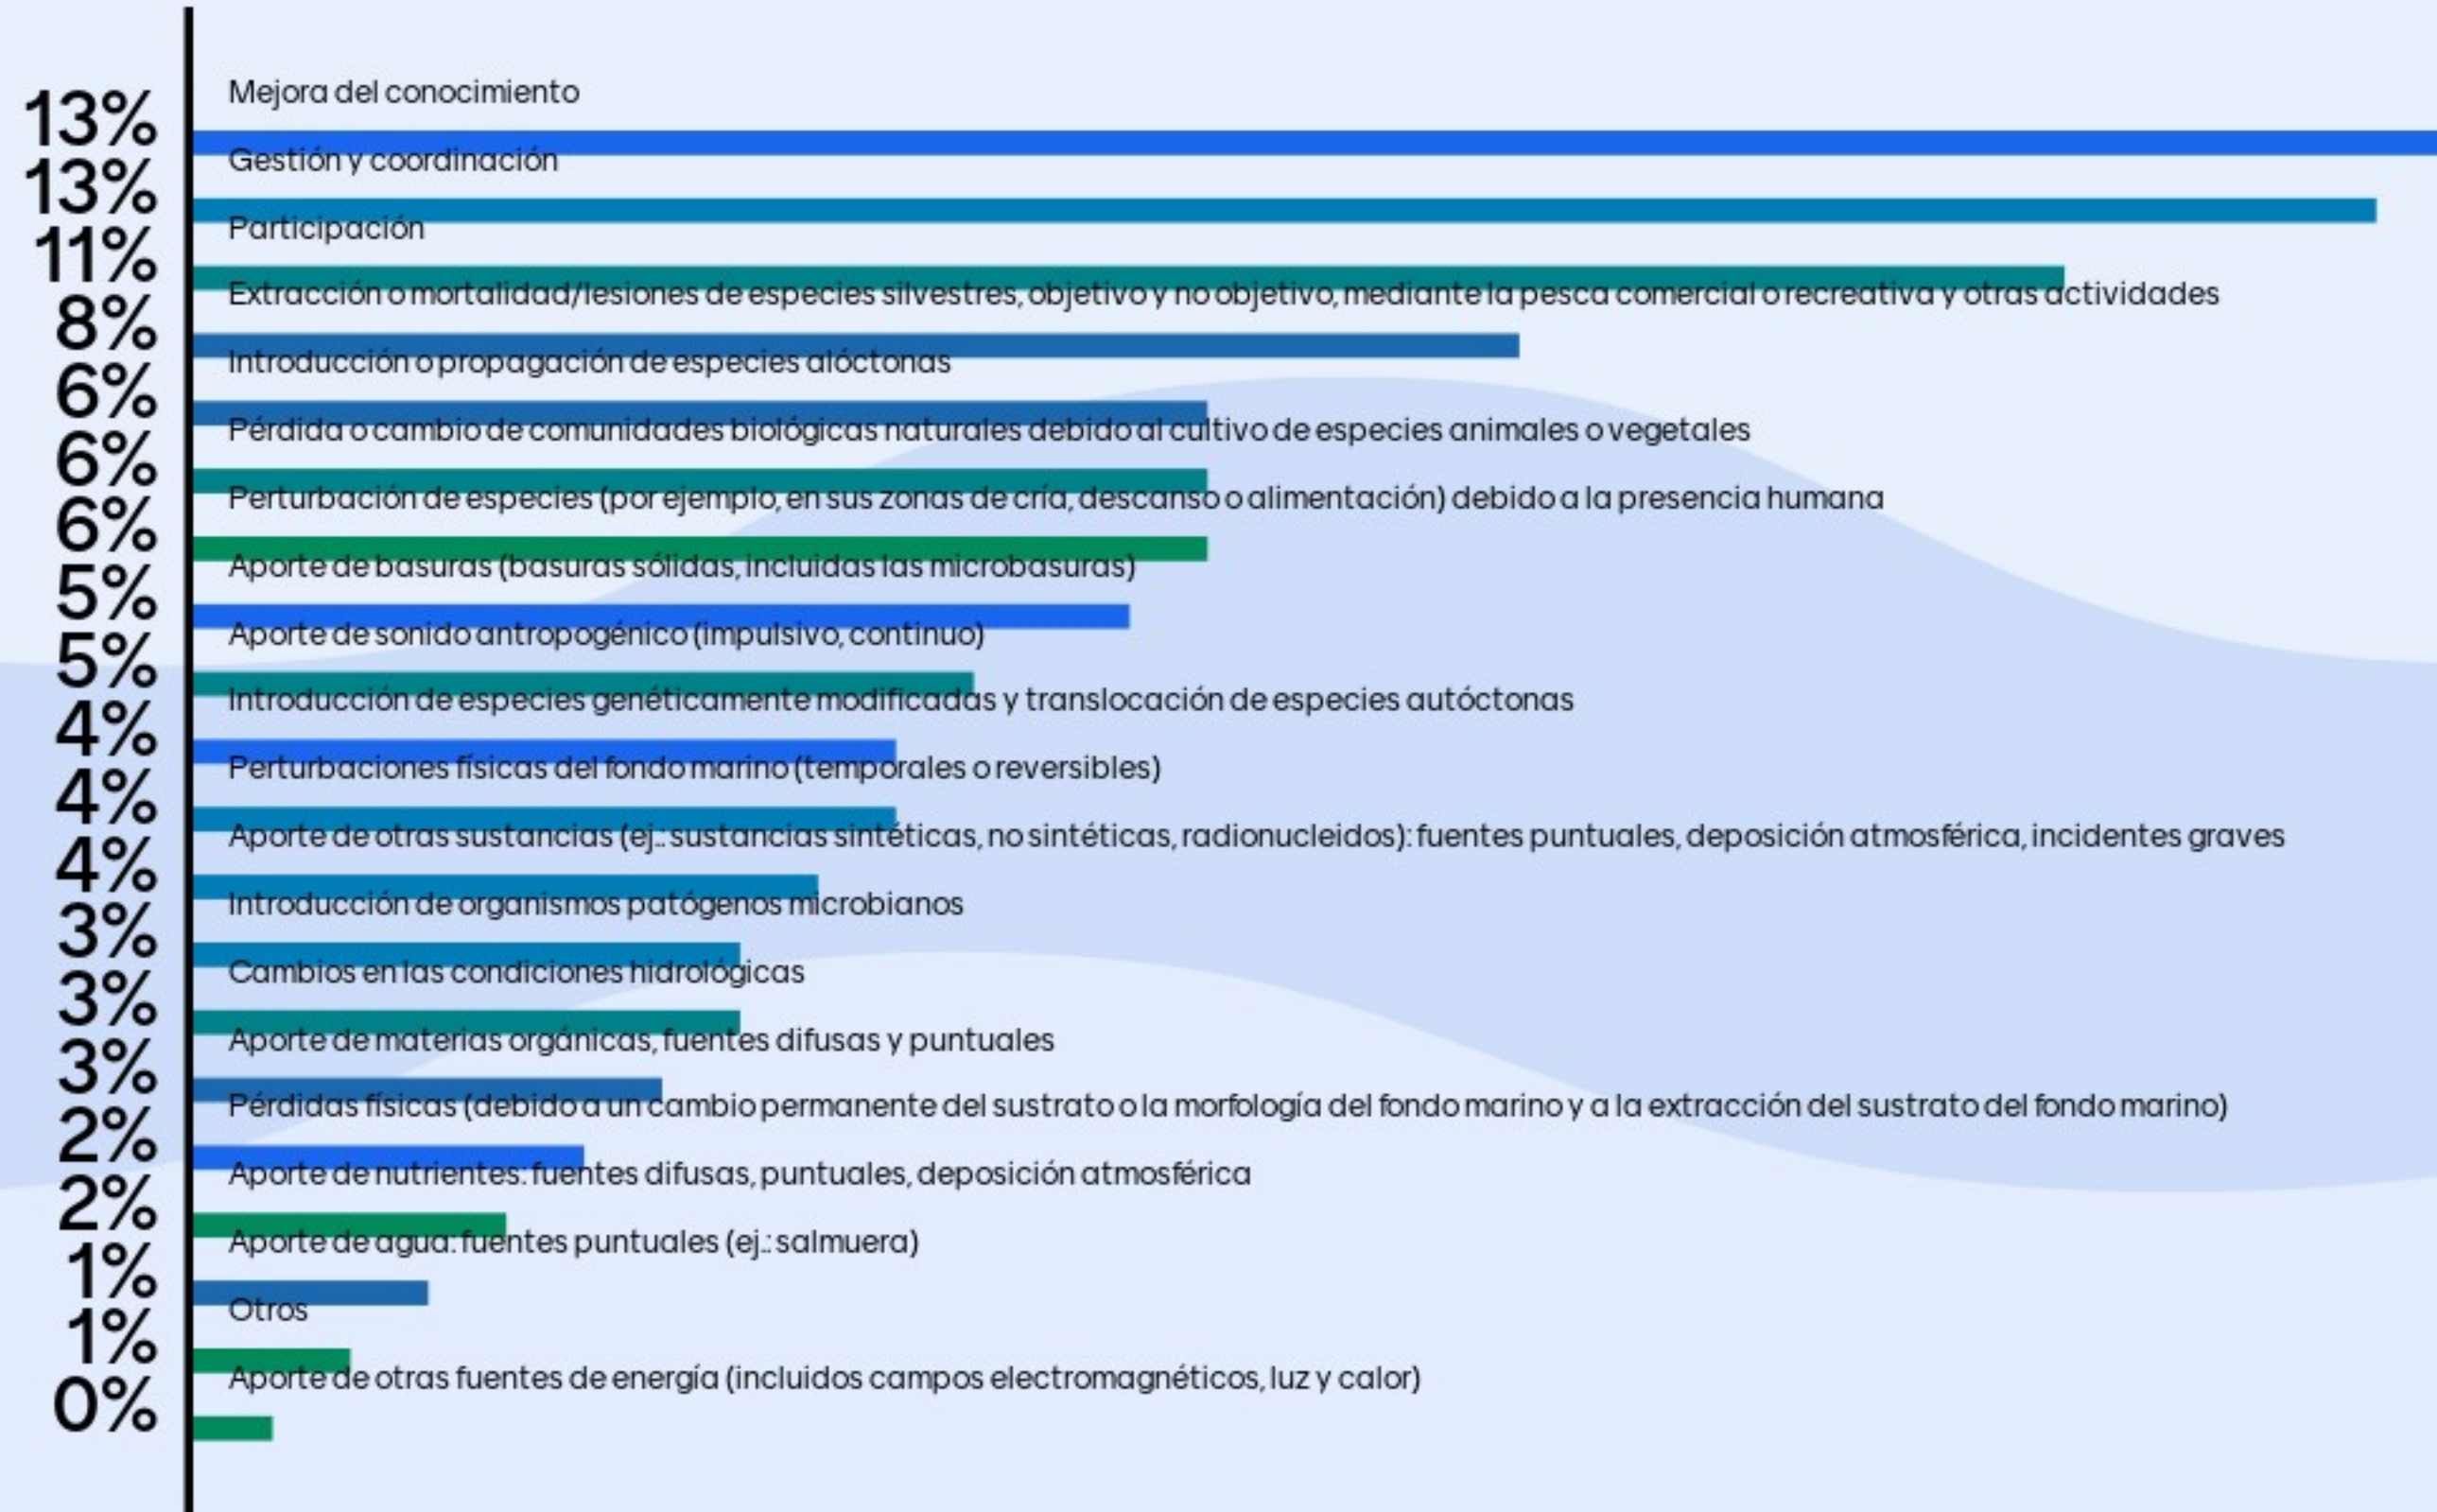 Mejora del conocimiento
13%
Gestión y coordinación
13%
Participación
11%
Extracción o mortalidad/lesiones de especies silvestres, objetivo y no objetivo, mediante la pesca comercial o recreativa y otras actividades
8%
Introducción o propagación de especies alóctonas
6%
Pérdida o cambio de comunidades biológicas naturales debido al cultivo de especies animales o vegetales
6%
Perturbación de especies (por ejemplo, en sus zonas de cría, descanso o alimentación) debido a la presencia humana
6%
Aporte de basuras (basuras sólidas, incluidas las microbasuras)
5%
Aporte de sonido antropogénico (impulsivo, continuo)
5%
Introducción de especies genéticamente modificadas y translocación de especies autóctonas
4%
Perturbaciones físicas del fondo marino (temporales o reversibles)
4%
Aporte de otras sustancias (ej.: sustancias sintéticas, no sintéticas, radionucleidos): fuentes puntuales, deposición atmosférica, incidentes graves
4%
Introducción de organismos patógenos microbianos
3%
Cambios en las condiciones hidrológicas
3%
Aporte de materias orgánicas, fuentes difusas y puntuales
3%
Pérdidas físicas (debido a un cambio permanente del sustrato o la morfología del fondo marino y a la extracción del sustrato del fondo marino)
2%
Aporte de nutrientes: fuentes difusas, puntuales, deposición atmosférica
2%
Aporte de agua: fuentes puntuales (ej.: salmuera)
1%
Otros
1%
Aporte de otras fuentes de energía (incluidos campos electromagnéticos, luz y calor)
0%